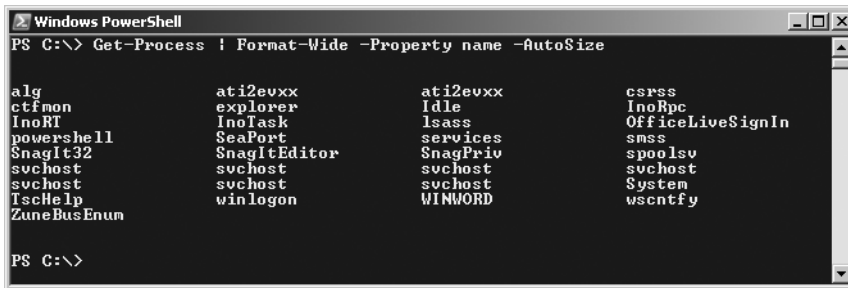 Windows PowerShell
PS C:\> Get-Process | Format-Wide -Property name -AutoSize
alg ati2evxx ati2evxx csrss
ctfmon explorer Idle InoRpc
InoRT InoTask lsass OfficeLiveSignIn
powershell SeaPort services smss
SnagIt32 SnagItEditor SnagPriv spoolsv
svchost svchost svchost svchost
svchost svchost svchost System
TscHelp winlogon WINWORD wscntfy
ZuneBusEnum
PS C:\>